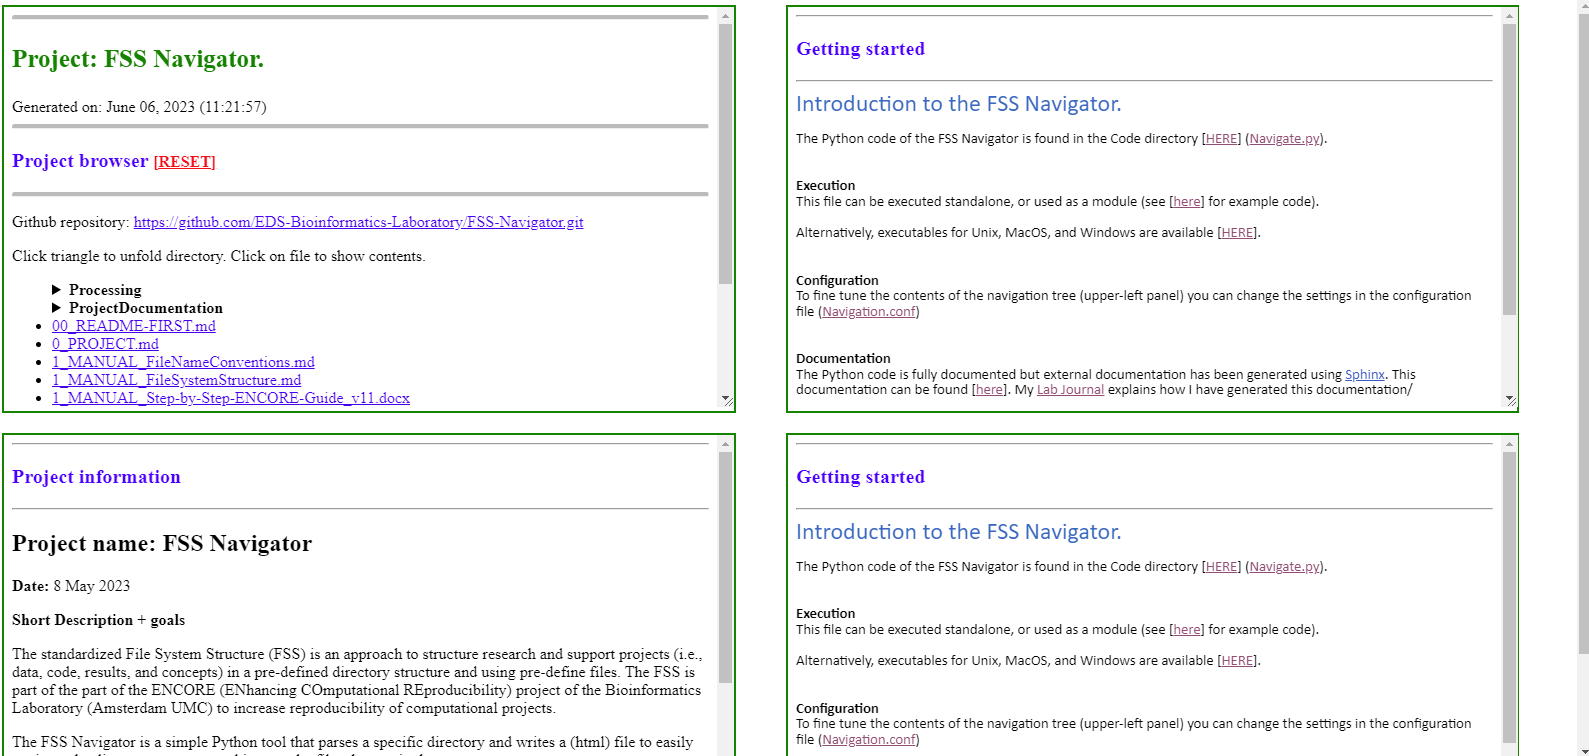 Project: FSS Navigator.
Generated on: June 06, 2023 (11:21:57)
Project browser [RESET]
Github repository: https://github.com/EDS-Bioinformatics-Laboratory/FSS-Navigator.git
Click triangle to unfold directory. Click on file to show contents.
Processing
ProjectDocumentation
00_README-FIRST.md
0_PROJECT.md
1_MANUAL_FileNameConventions.md
1_MANUAL_FileSystemStructure.md
1_MANUAL_Step-by-Step-ENCORE-Guide_v11.docx
Getting started
Introduction to the FSS Navigator.
The Python code of the FSS Navigator is found in the Code directory [HERE] (Navigate.py).
Execution
This file can be executed standalone, or used as a module (see [here] for example code).
Alternatively, executables for Unix, MacOS, and Windows are available [HERE].
Configuration
To fine tune the contents of the navigation tree (upper-left panel) you can change the settings in the configuration
file (Navigation.conf)
Documentation
The Python code is fully documented but external documentation has been generated using Sphinx. This
documentation can be found [here]. My Lab Journal explains how I have generated this documentation/
Project information
Project name: FSS Navigator
Date: 8 May 2023
Short Description + goals
The standardized File System Structure (FSS) is an approach to structure research and support projects (i.e.,
data, code, results, and concepts) in a pre-defined directory structure and using pre-define files. The FSS is
part of the part of the ENCORE (ENhancing COmputational REproducibility) project of the Bioinformatics
Laboratory (Amsterdam UMC) to increase reproducibility of computational projects.
The FSS Navigator is a simple Python tool that parses a specific directory and writes a (html) file to easily
Getting started
Introduction to the FSS Navigator.
The Python code of the FSS Navigator is found in the Code directory [HERE] (Navigate.py).
Execution
This file can be executed standalone, or used as a module (see [here] for example code).
Alternatively, executables for Unix, MacOS, and Windows are available [HERE].
Configuration
To fine tune the contents of the navigation tree (upper-left panel) you can change the settings in the configuration
file (Navigation.conf)